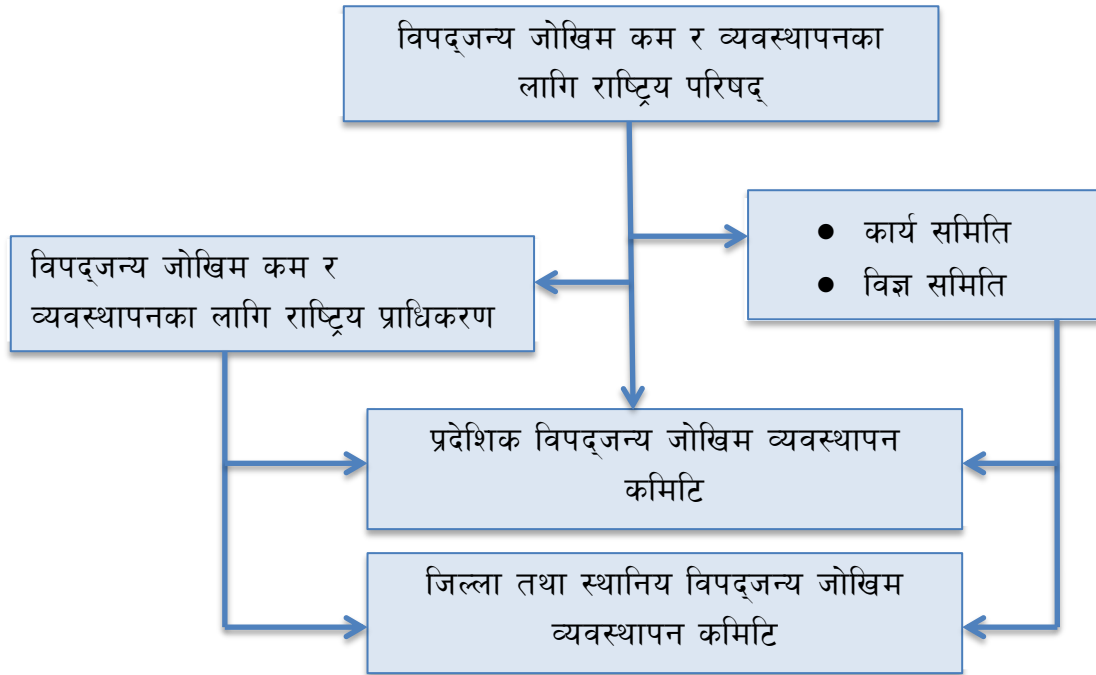 विपद्जन्य जोखिम कम र व्यवस्थापनका
लागि राष्ट्रिय परिषद्
● कार्य समिति
● विज्ञ समिति
विपद्जन्य जोखिम कम र
व्यवस्थापनका लागि राष्ट्रिय प्राधिकरण
प्रदेशिक विपद्जन्य जोखिम व्यवस्थापन
कमिटि
जिल्ला तथा स्थानिय विपद्जन्य जोखिम
व्यवस्थापन कमिटि